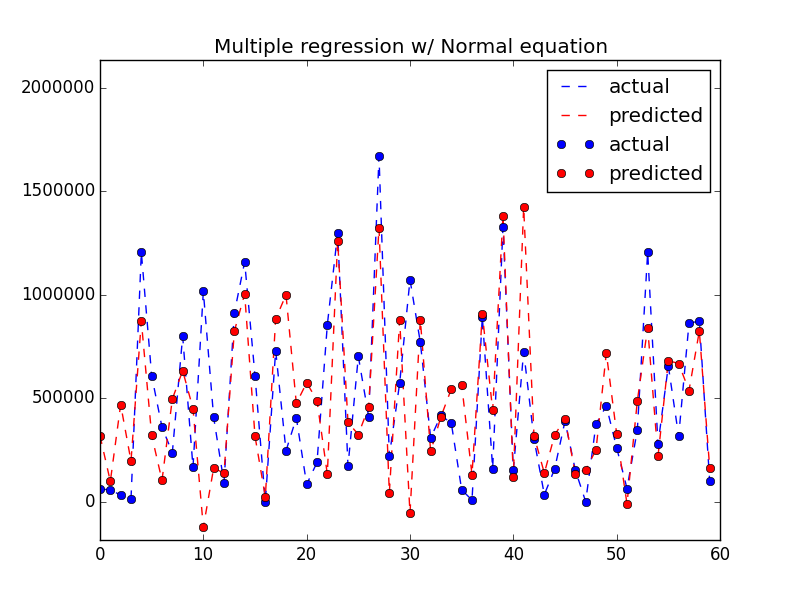 Multiple regression w/ Normal equation
2000000
1500000
1000000
500000
0
actual
predicted
actual
predicted
0 10 20 30 40 50 60